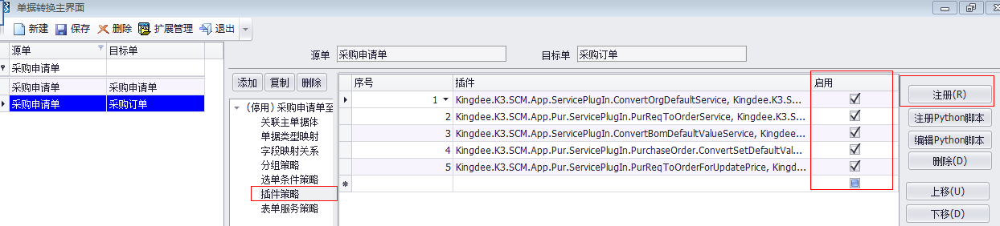 单据转换主界面
新建 保存 删除 扩展管理 退出
源单 目标单
采购申请单
采购申请单 采购申请单
采购申请单 采购订单
源单 采购申请单 目标单 采购订单
添加 复制 删除
(停用) 采购申请单至
关联主单据体
单据类型映射
字段映射关系
分组策略
选单条件策略
插件策略
表单服务策略
序号 插件 启用
1 Kingdee.K3.SCM.App.ServicePlugIn.ConvertOrgDefaultService, Kingdee.K3.S...
2 Kingdee.K3.SCM.App.Pur.ServicePlugIn.PurReqToOrderService, Kingdee.K3.S...
3 Kingdee.K3.SCM.App.ServicePlugIn.ConvertBomDefaultValueService, Kingdee...
4 Kingdee.K3.SCM.App.Pur.ServicePlugIn.PurchaseOrder.ConvertSetDefaultVal...
5 Kingdee.K3.SCM.App.Pur.ServicePlugIn.PurReqToOrderForUpdatePrice, Kingd...
注册(R)
注册Python脚本
编辑Python脚本
删除(D)
上移(U)
下移(D)